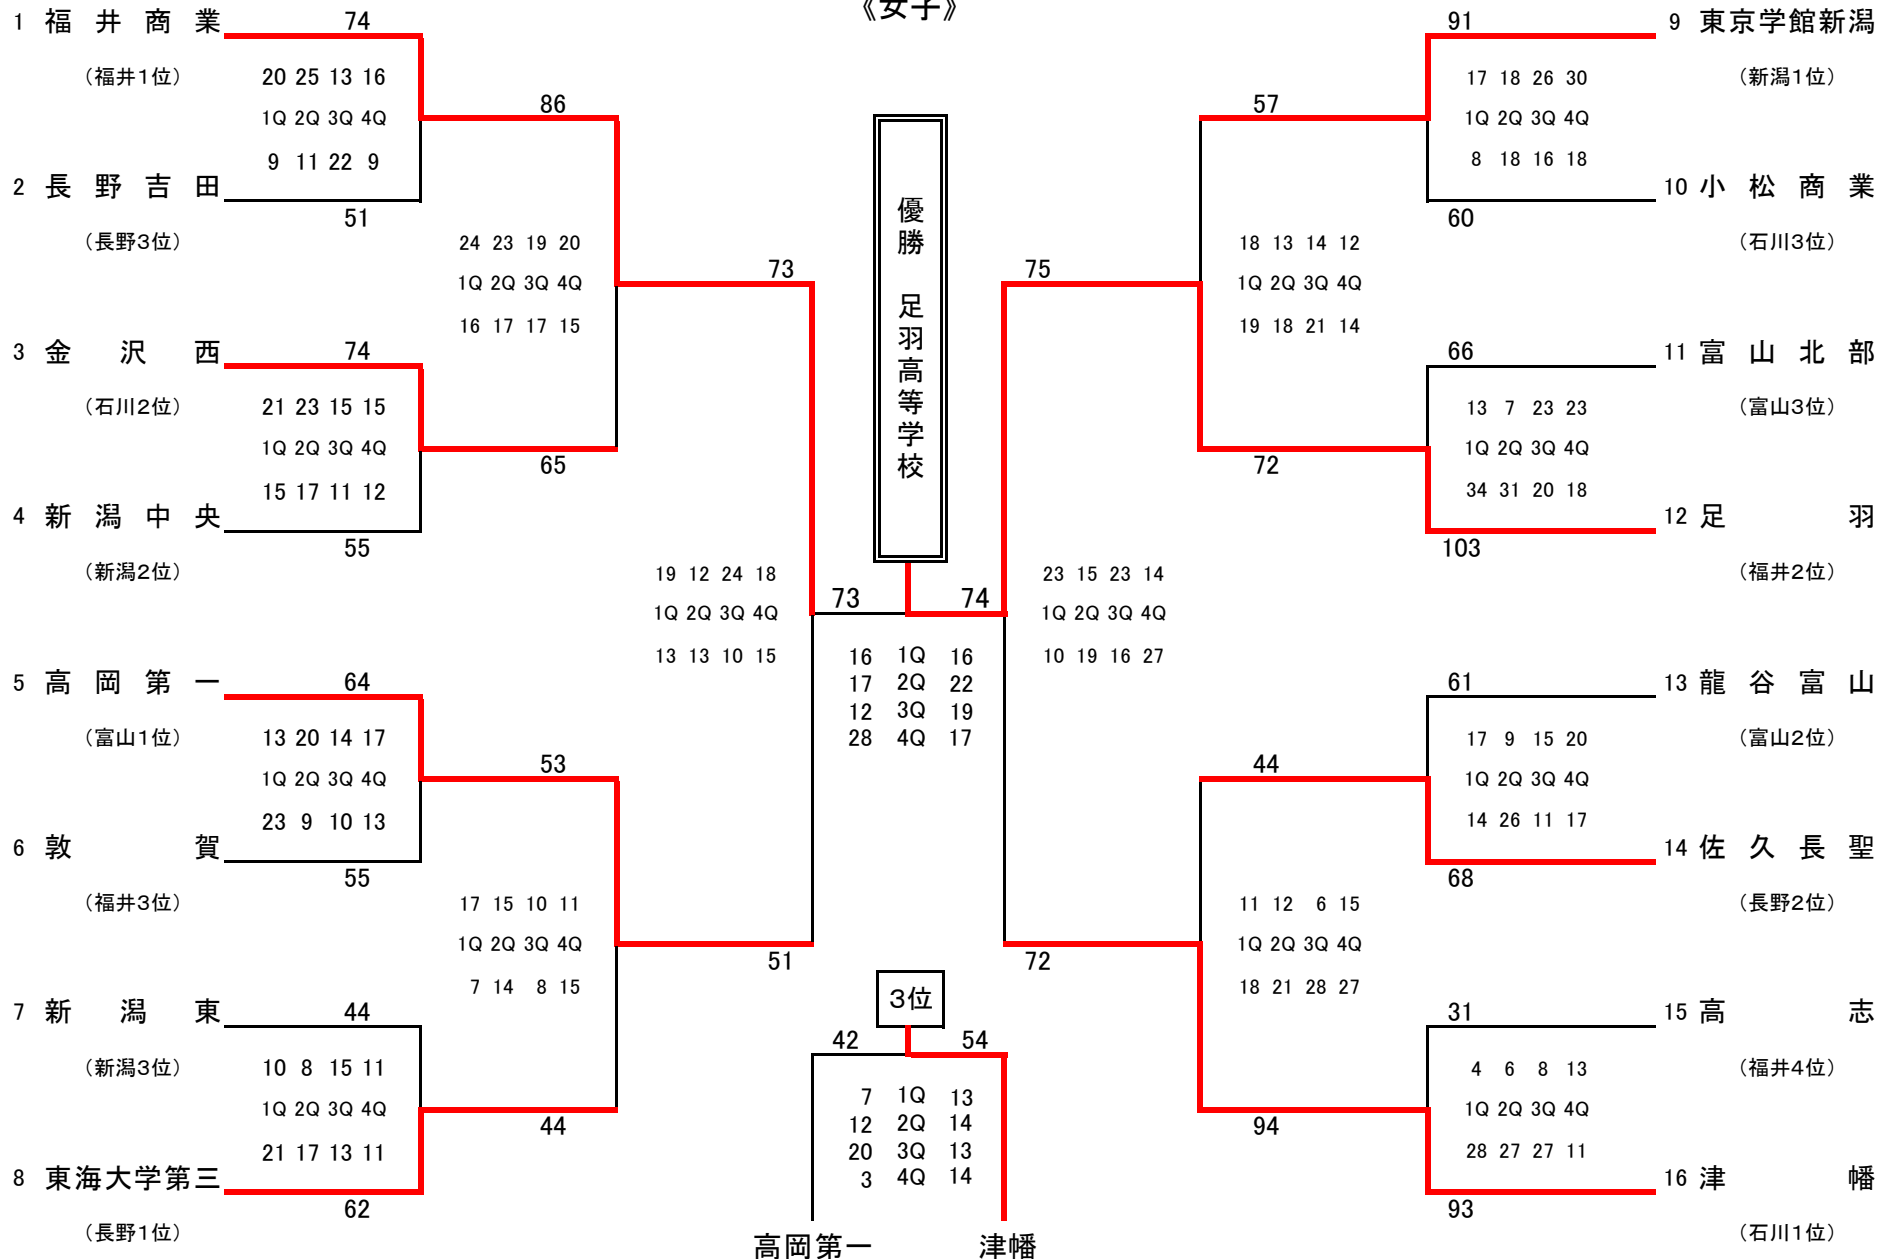 《女子》
1 福井商業
(福井1位)
74
20 25 13 16
1Q 2Q 3Q 4Q
9 11 22 9
2 長野吉田
(長野3位)
51
86
24 23 19 20
1Q 2Q 3Q 4Q
16 17 17 15
3 金沢西
(石川2位)
74
21 23 15 15
1Q 2Q 3Q 4Q
15 17 11 12
65
4 新潟中央
(新潟2位)
55
73
19 12 24 18
1Q 2Q 3Q 4Q
13 13 10 15
5 高岡第一
(富山1位)
64
13 20 14 17
1Q 2Q 3Q 4Q
23 9 10 13
53
6 敦賀
(福井3位)
55
17 15 10 11
1Q 2Q 3Q 4Q
7 14 8 15
51
7 新潟東
(新潟3位)
44
10 8 15 11
1Q 2Q 3Q 4Q
21 17 13 11
44
8 東海大学第三
(長野1位)
62
優勝 足羽高等学校
73 74
16 1Q 16
17 2Q 22
12 3Q 19
28 4Q 17
3位
42 54
7 1Q 13
12 2Q 14
20 3Q 13
3 4Q 14
高岡第一 津幡
91
9 東京学館新潟
(新潟1位)
17 18 26 30
1Q 2Q 3Q 4Q
8 18 16 18
57
60
10 小松商業
(石川3位)
18 13 14 12
1Q 2Q 3Q 4Q
19 18 21 14
75
66
11 富山北部
(富山3位)
13 7 23 23
1Q 2Q 3Q 4Q
34 31 20 18
72
103
12 足羽
(福井2位)
23 15 23 14
1Q 2Q 3Q 4Q
10 19 16 27
61
13 龍谷富山
(富山2位)
17 9 15 20
1Q 2Q 3Q 4Q
14 26 11 17
44
68
14 佐久長聖
(長野2位)
11 12 6 15
1Q 2Q 3Q 4Q
18 21 28 27
72
31
15 高志
(福井4位)
4 6 8 13
1Q 2Q 3Q 4Q
28 27 27 11
94
93
16 津幡
(石川1位)